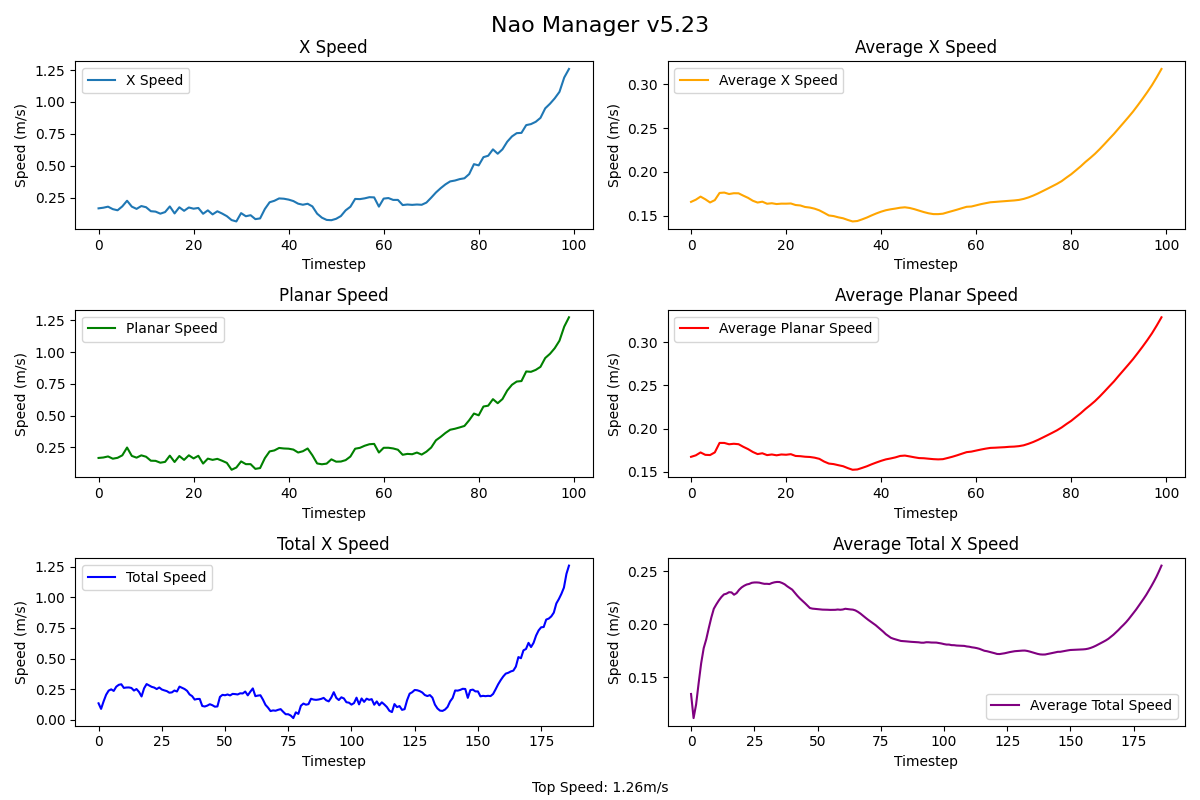 Nao Manager v5.23
X Speed
Speed (m/s)
1.25
1.00
0.75
0.50
0.25
X Speed
0 20 40 60 80 100
Timestep
Average X Speed
Speed (m/s)
0.30
0.25
0.20
0.15
Average X Speed
0 20 40 60 80 100
Timestep
Planar Speed
Speed (m/s)
1.25
1.00
0.75
0.50
0.25
Planar Speed
0 20 40 60 80 100
Timestep
Average Planar Speed
Speed (m/s)
0.30
0.25
0.20
0.15
Average Planar Speed
0 20 40 60 80 100
Timestep
Total X Speed
Speed (m/s)
1.25
1.00
0.75
0.50
0.25
0.00
Total Speed
0 25 50 75 100 125 150 175
Timestep
Average Total X Speed
Speed (m/s)
0.25
0.20
0.15
Average Total Speed
0 25 50 75 100 125 150 175
Timestep
Top Speed: 1.26m/s